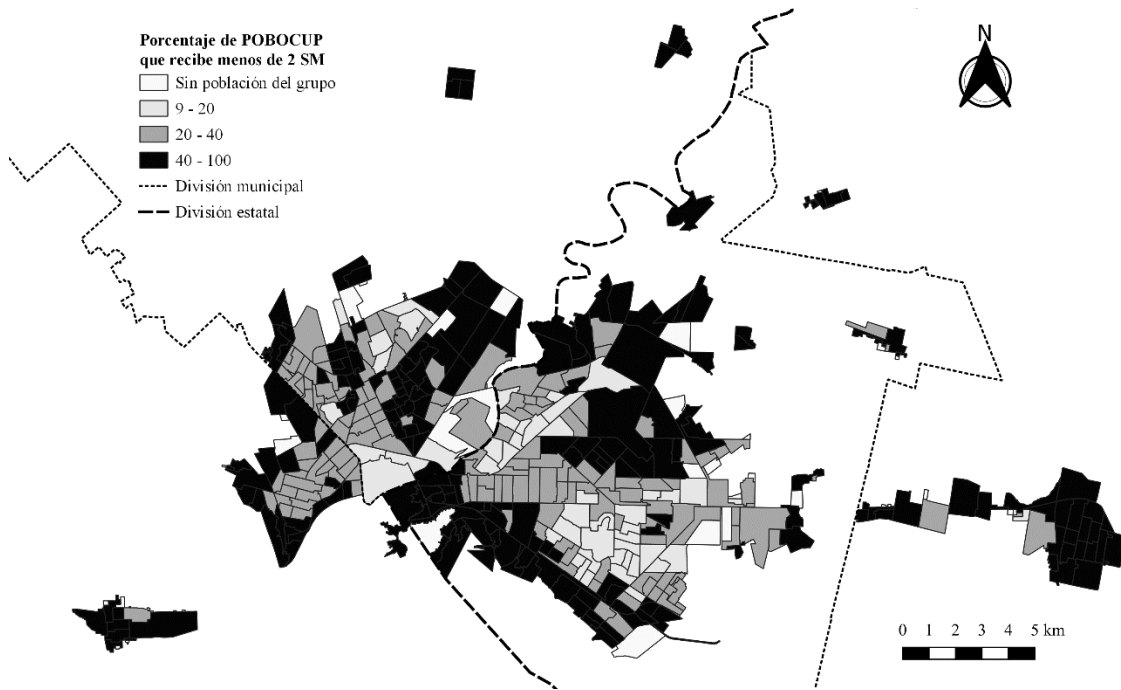 Porcentaje de POBOCUP
que recibe menos de 2 SM
Sin población del grupo
9 - 20
20 - 40
40 - 100
División municipal
División estatal
N
0 1 2 3 4 5 km